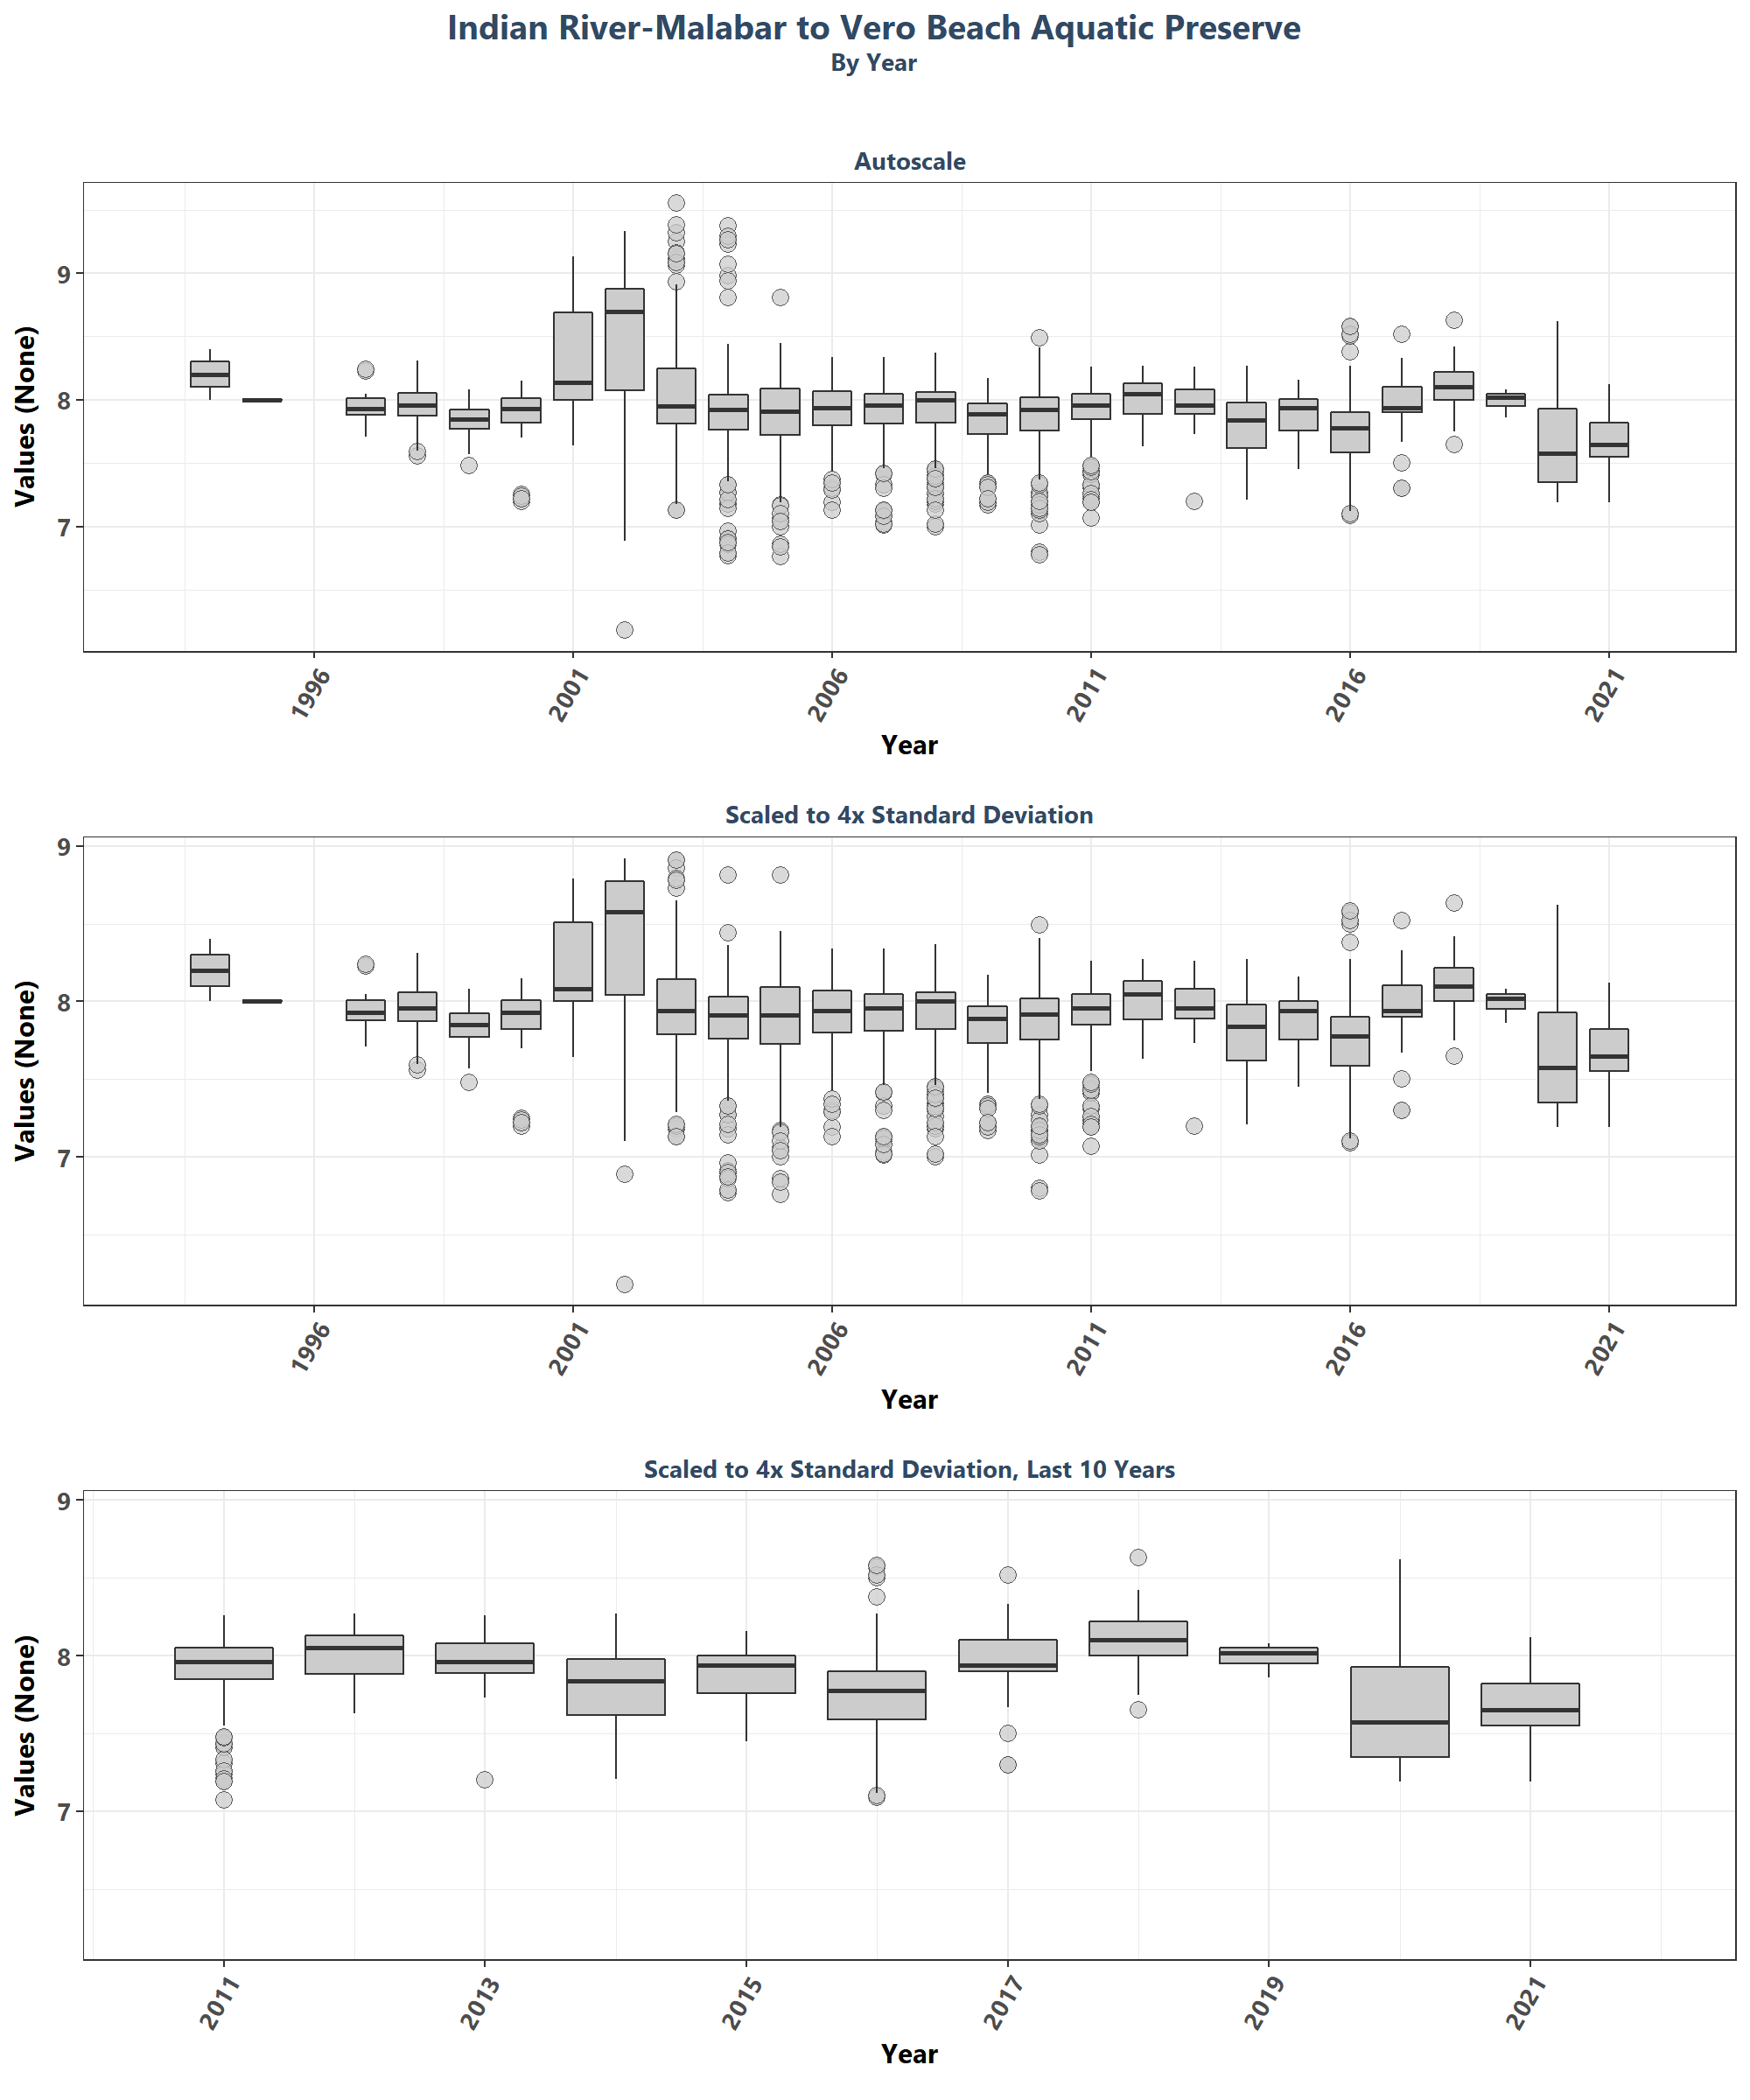 Indian River-Malabar to Vero Beach Aquatic Preserve
By Year
Autoscale
Values (None)
9
8
7
1996
2001
2006
2011
2016
2021
Year
Scaled to 4x Standard Deviation
Values (None)
9
8
7
1996
2001
2006
2011
2016
2021
Year
Scaled to 4x Standard Deviation, Last 10 Years
Values (None)
9
8
7
2011
2013
2015
2017
2019
2021
Year